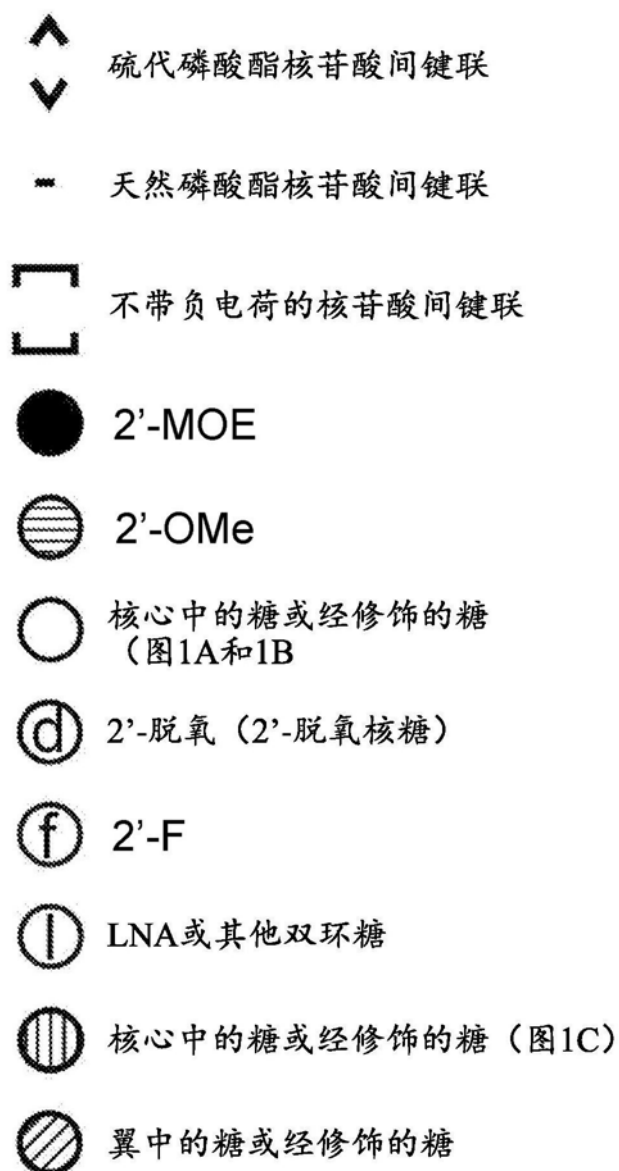 硫代磷酸酯核苷酸间键联
天然磷酸酯核苷酸间键联
不带负电荷的核苷酸间键联
2’-MOE
2’-OMe
核心中的糖或经修饰的糖
（图1A和1B
d 2’-脱氧（2’-脱氧核糖）
f 2’-F
LNA或其他双环糖
核心中的糖或经修饰的糖（图1C）
翼中的糖或经修饰的糖